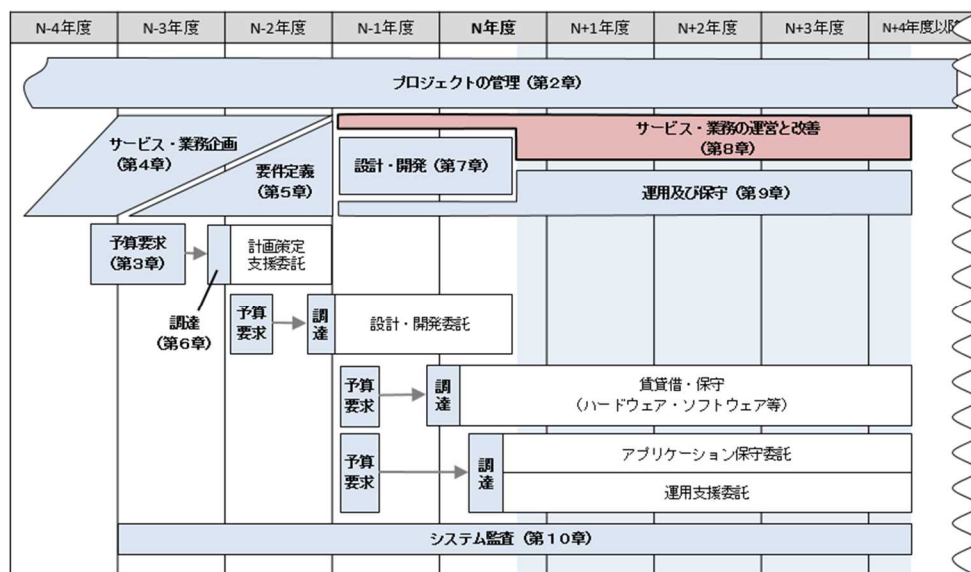 N-4年度 N-3年度 N-2年度 N-1年度 N年度 N+1年度 N+2年度 N+3年度 N+4年度以降
プロジェクトの管理（第2章）
サービス・業務企画
（第4章）
要件定義
（第5章）
設計・開発（第7章）
サービス・業務の運営と改善
（第8章）
運用及び保守（第9章）
予算要求
（第3章）
調達
（第6章）
計画策定
支援委託
予算
要求
調
達
設計・開発委託
予算
要求
調
達
賃貸借・保守
（ハードウェア・ソフトウェア等）
予算
要求
調
達
アプリケーション保守委託
運用支援委託
システム監査（第１０章）